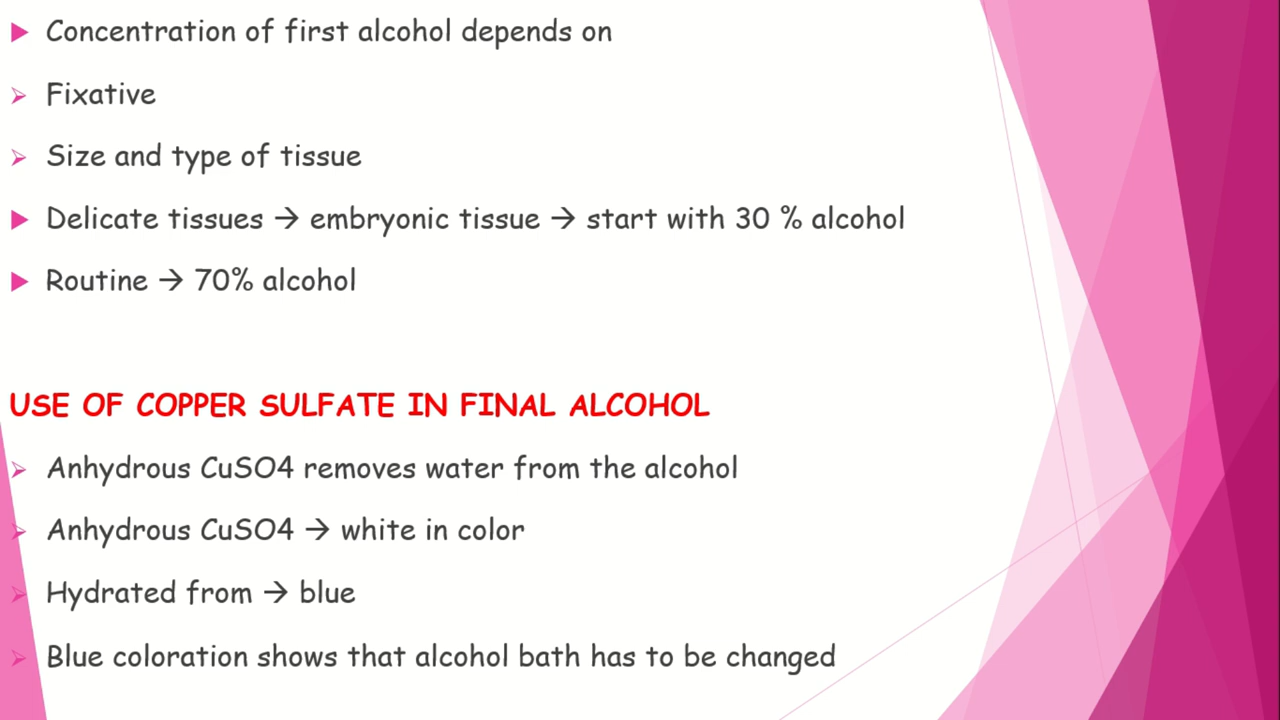 Concentration of first alcohol depends on
Fixative
Size and type of tissue
Delicate tissues → embryonic tissue → start with 30 % alcohol
Routine → 70% alcohol
USE OF COPPER SULFATE IN FINAL ALCOHOL
Anhydrous CuSO4 removes water from the alcohol
Anhydrous CuSO4 → white in color
Hydrated from → blue
Blue coloration shows that alcohol bath has to be changed